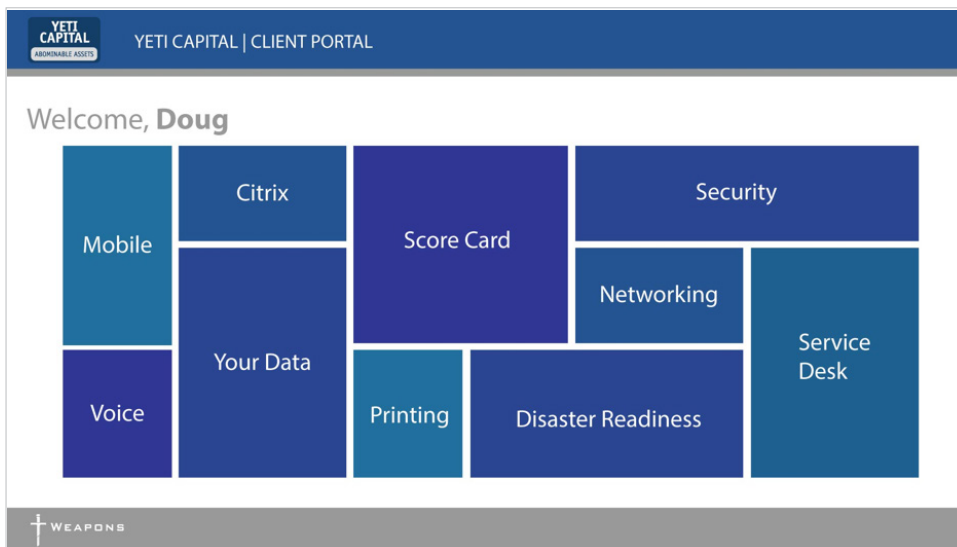 YETI
CAPITAL
ABOMINABLE ASSETS
YETI CAPITAL | CLIENT PORTAL
Welcome, Doug
Mobile
Citrix
Score Card
Security
Networking
Your Data
Service
Desk
Voice
Printing
Disaster Readiness
WEAPONS